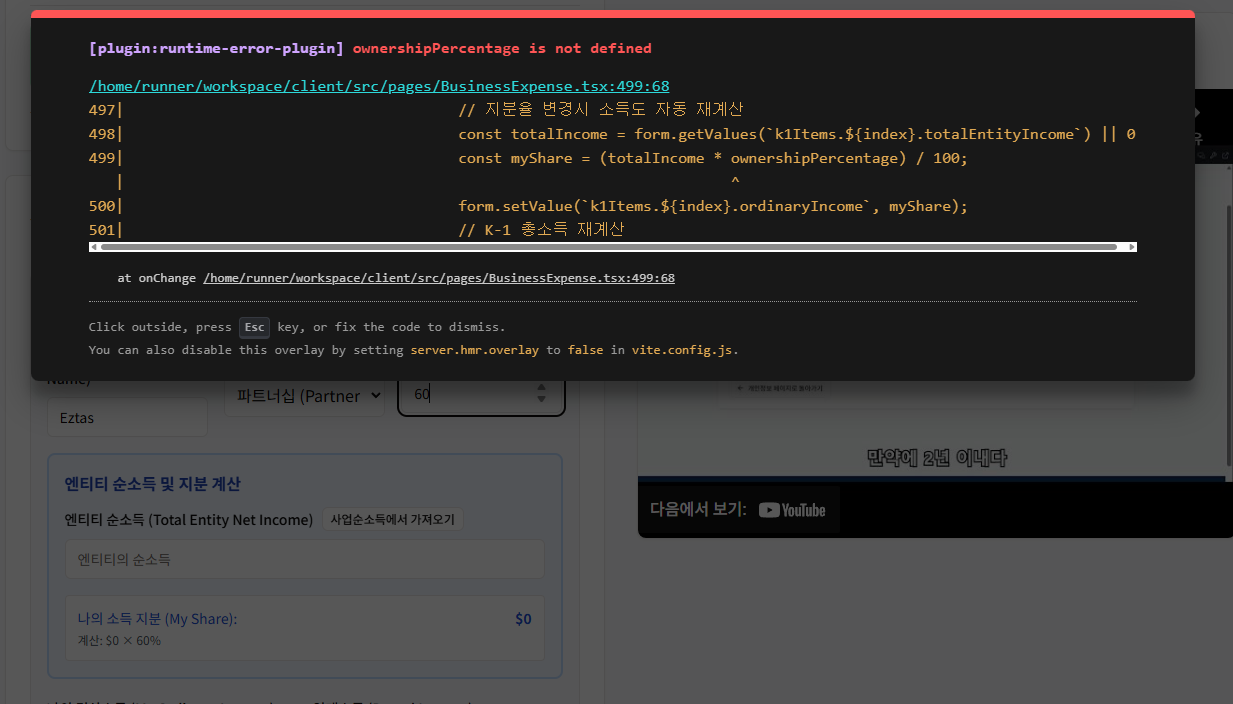 [plugin:runtime-error-plugin] ownershipPercentage is not defined
/home/runner/workspace/client/src/pages/BusinessExpense.tsx:499:68
497| // 지분율 변경시 소득도 자동 재계산
498| const totalIncome = form.getValues(`k1Items.${index}.totalEntityIncome`) || 0
499| const myShare = (totalIncome * ownershipPercentage) / 100;
| ^
500| form.setValue(`k1Items.${index}.ordinaryIncome`, myShare);
501| // K-1 총소득 재계산
at onChange /home/runner/workspace/client/src/pages/BusinessExpense.tsx:499:68
Click outside, press Esc key, or fix the code to dismiss.
You can also disable this overlay by setting server.hmr.overlay to false in vite.config.js.
Name)
파트너십 (Partner
60
Eztas
엔티티 순소득 및 지분 계산
엔티티 순소득 (Total Entity Net Income) 사업순소득에서 가져오기
엔티티의 순소득
나의 소득 지분 (My Share): $0
계산: $0 × 60%
만약에 2년 이내다
다음에서 보기: YouTube